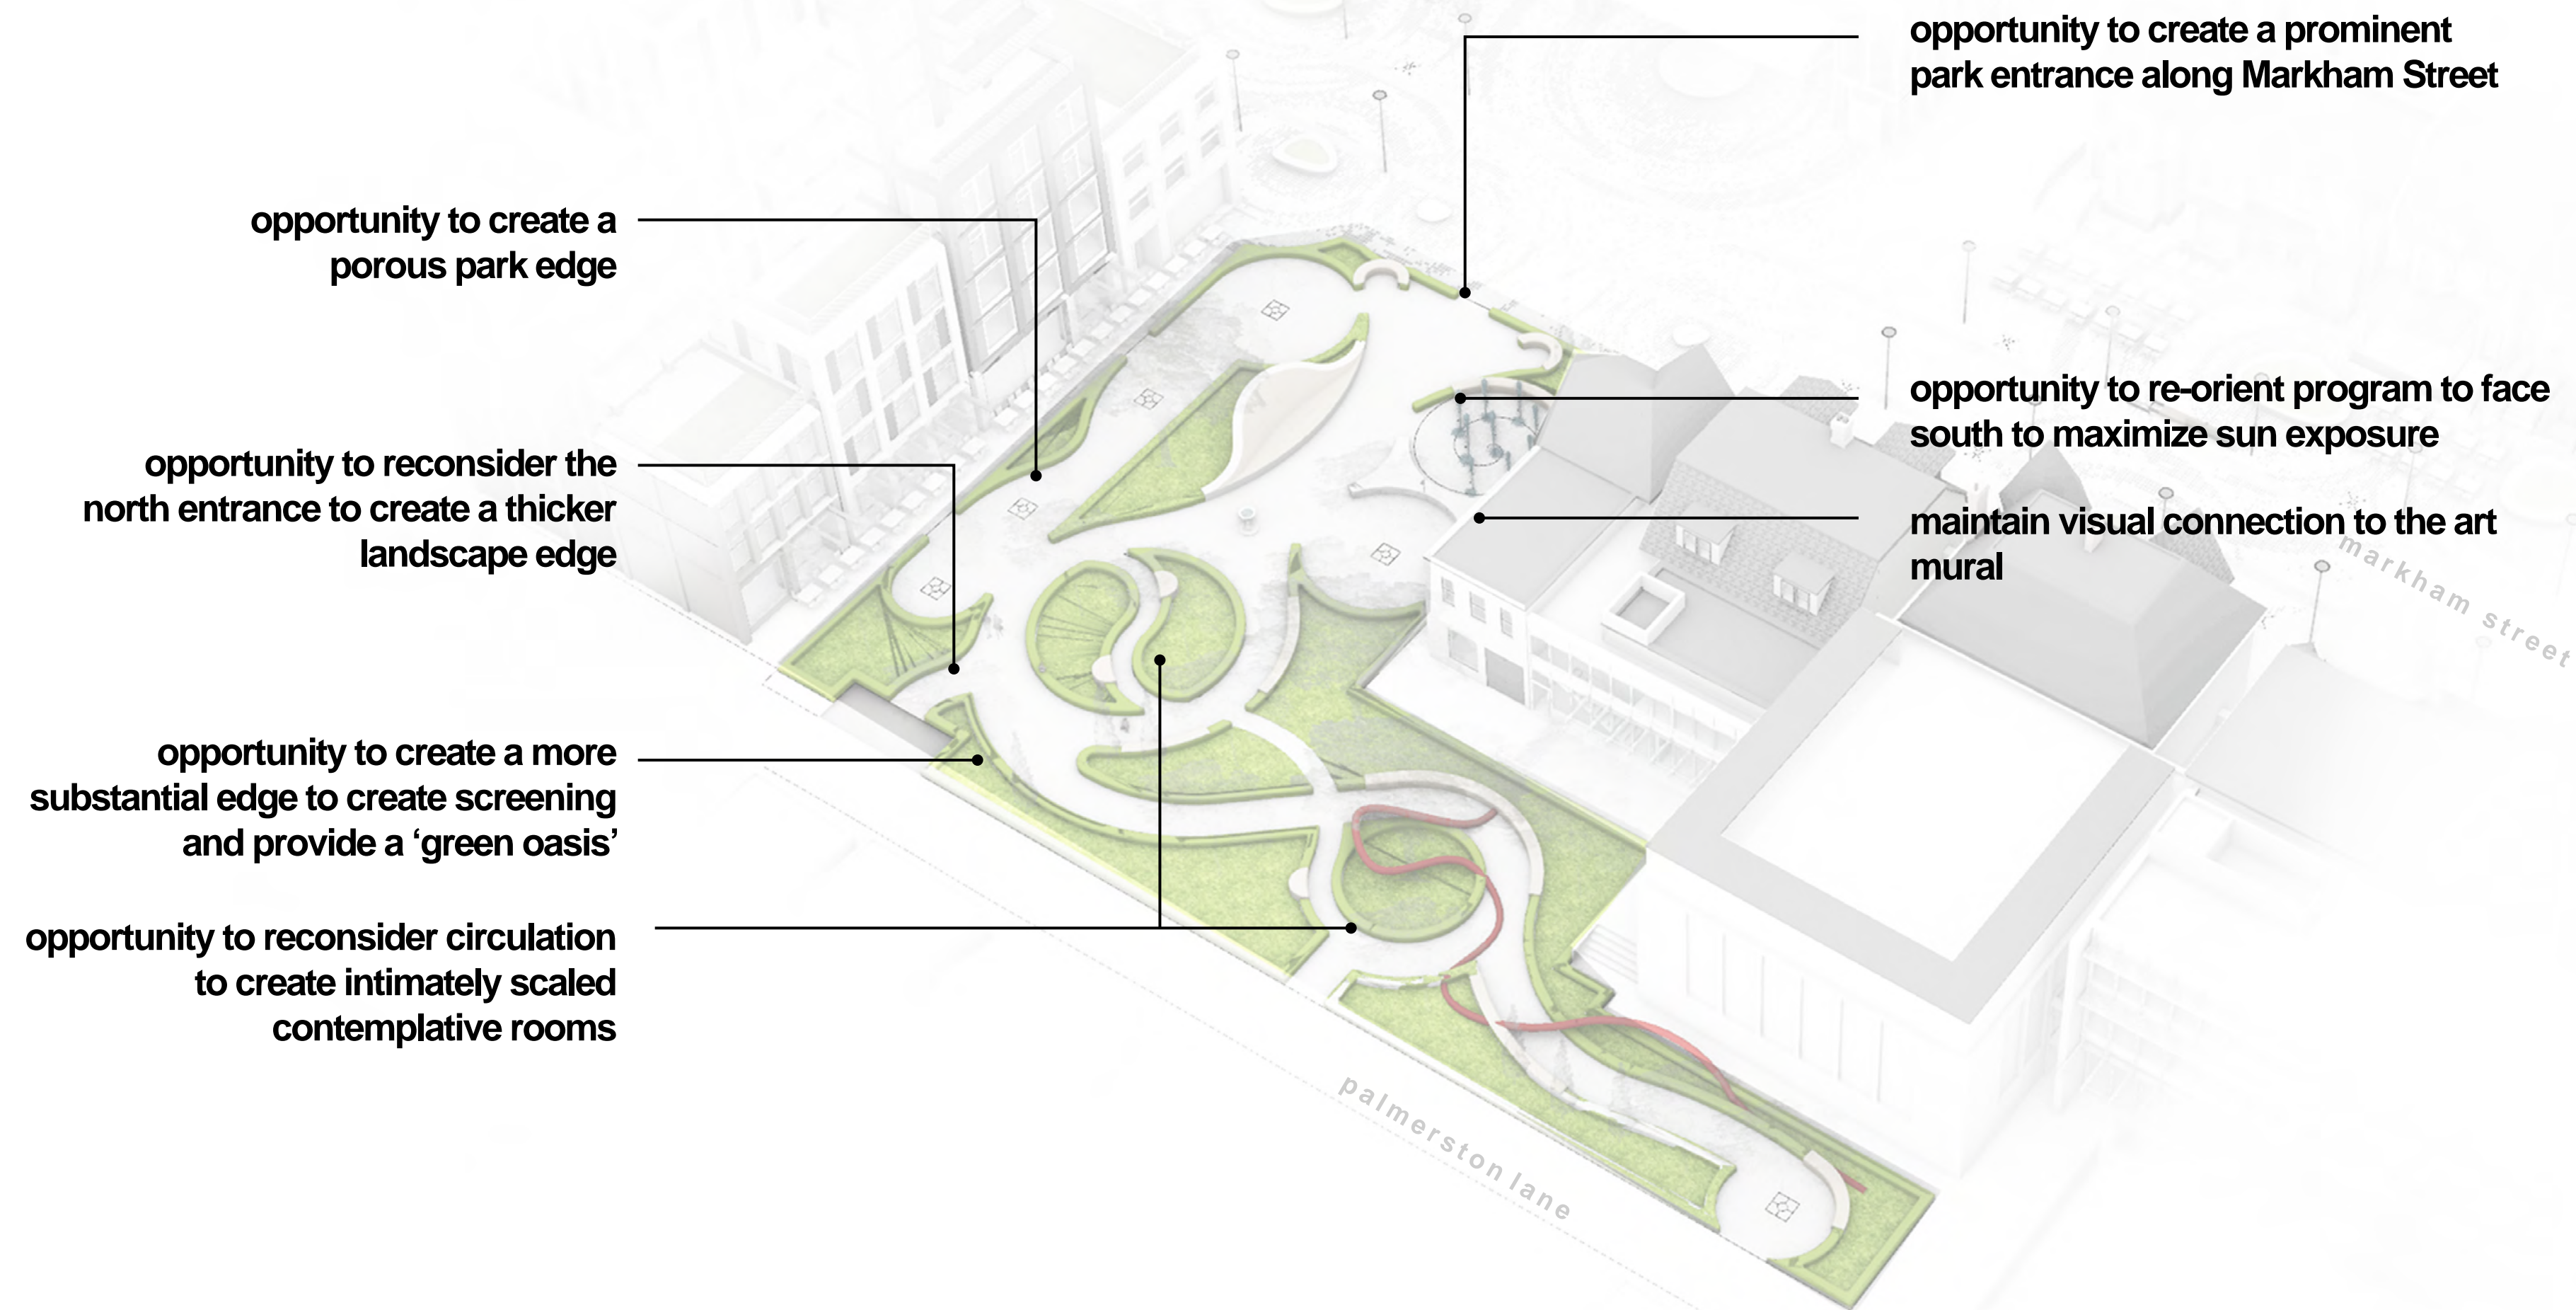 opportunity to create a prominent
park entrance along Markham Street
opportunity to create a
porous park edge
opportunity to re-orient program to face
south to maximize sun exposure
opportunity to reconsider the
north entrance to create a thicker
landscape edge
maintain visual connection to the art
mural
markham street
opportunity to create a more
substantial edge to create screening
and provide a ‘green oasis’
opportunity to reconsider circulation
to create intimately scaled
contemplative rooms
palmerston lane